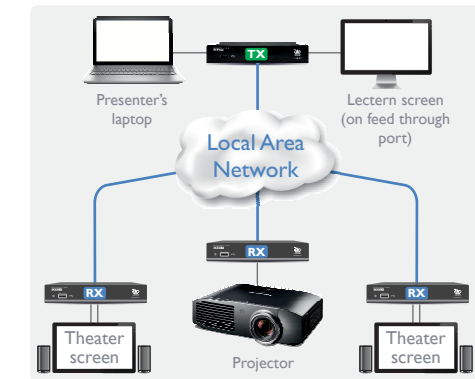 TX
Presenter's
laptop
Lectern screen
(on feed through
port)
Local Area
Network
RX
RX
RX
Theater
screen
Projector
Theater
screen